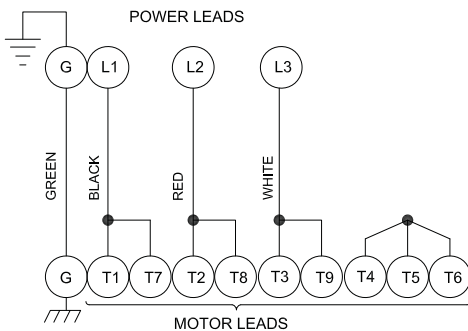 POWER LEADS
G L1 L2 L3
GREEN BLACK RED WHITE
G T1 T7 T2 T8 T3 T9 T4 T5 T6
MOTOR LEADS